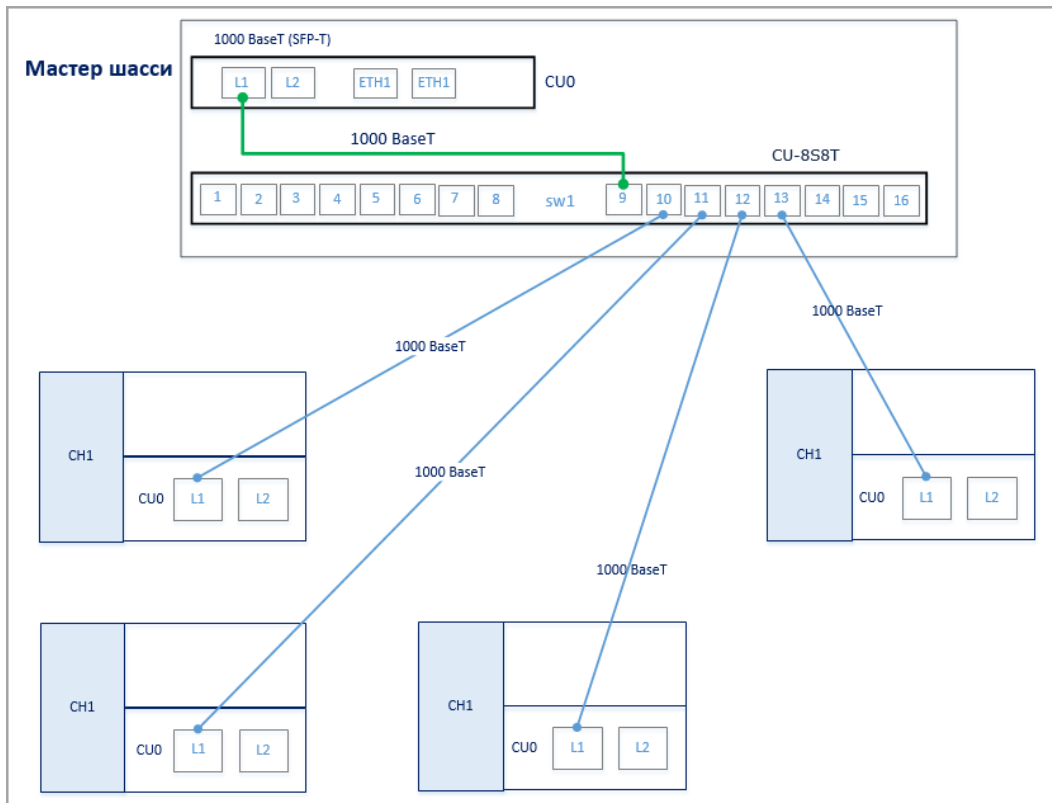 1000 BaseT (SFP-T)
Мастер шасси
L1 L2 ETH1 ETH1 CU0
1000 BaseT
CU-8S8T
1 2 3 4 5 6 7 8 sw1 9 10 11 12 13 14 15 16
1000 BaseT
1000 BaseT
CH1
CU0 L1 L2
CH1
CU0 L1 L2
1000 BaseT
1000 BaseT
CH1
CU0 L1 L2
CH1
CU0 L1 L2